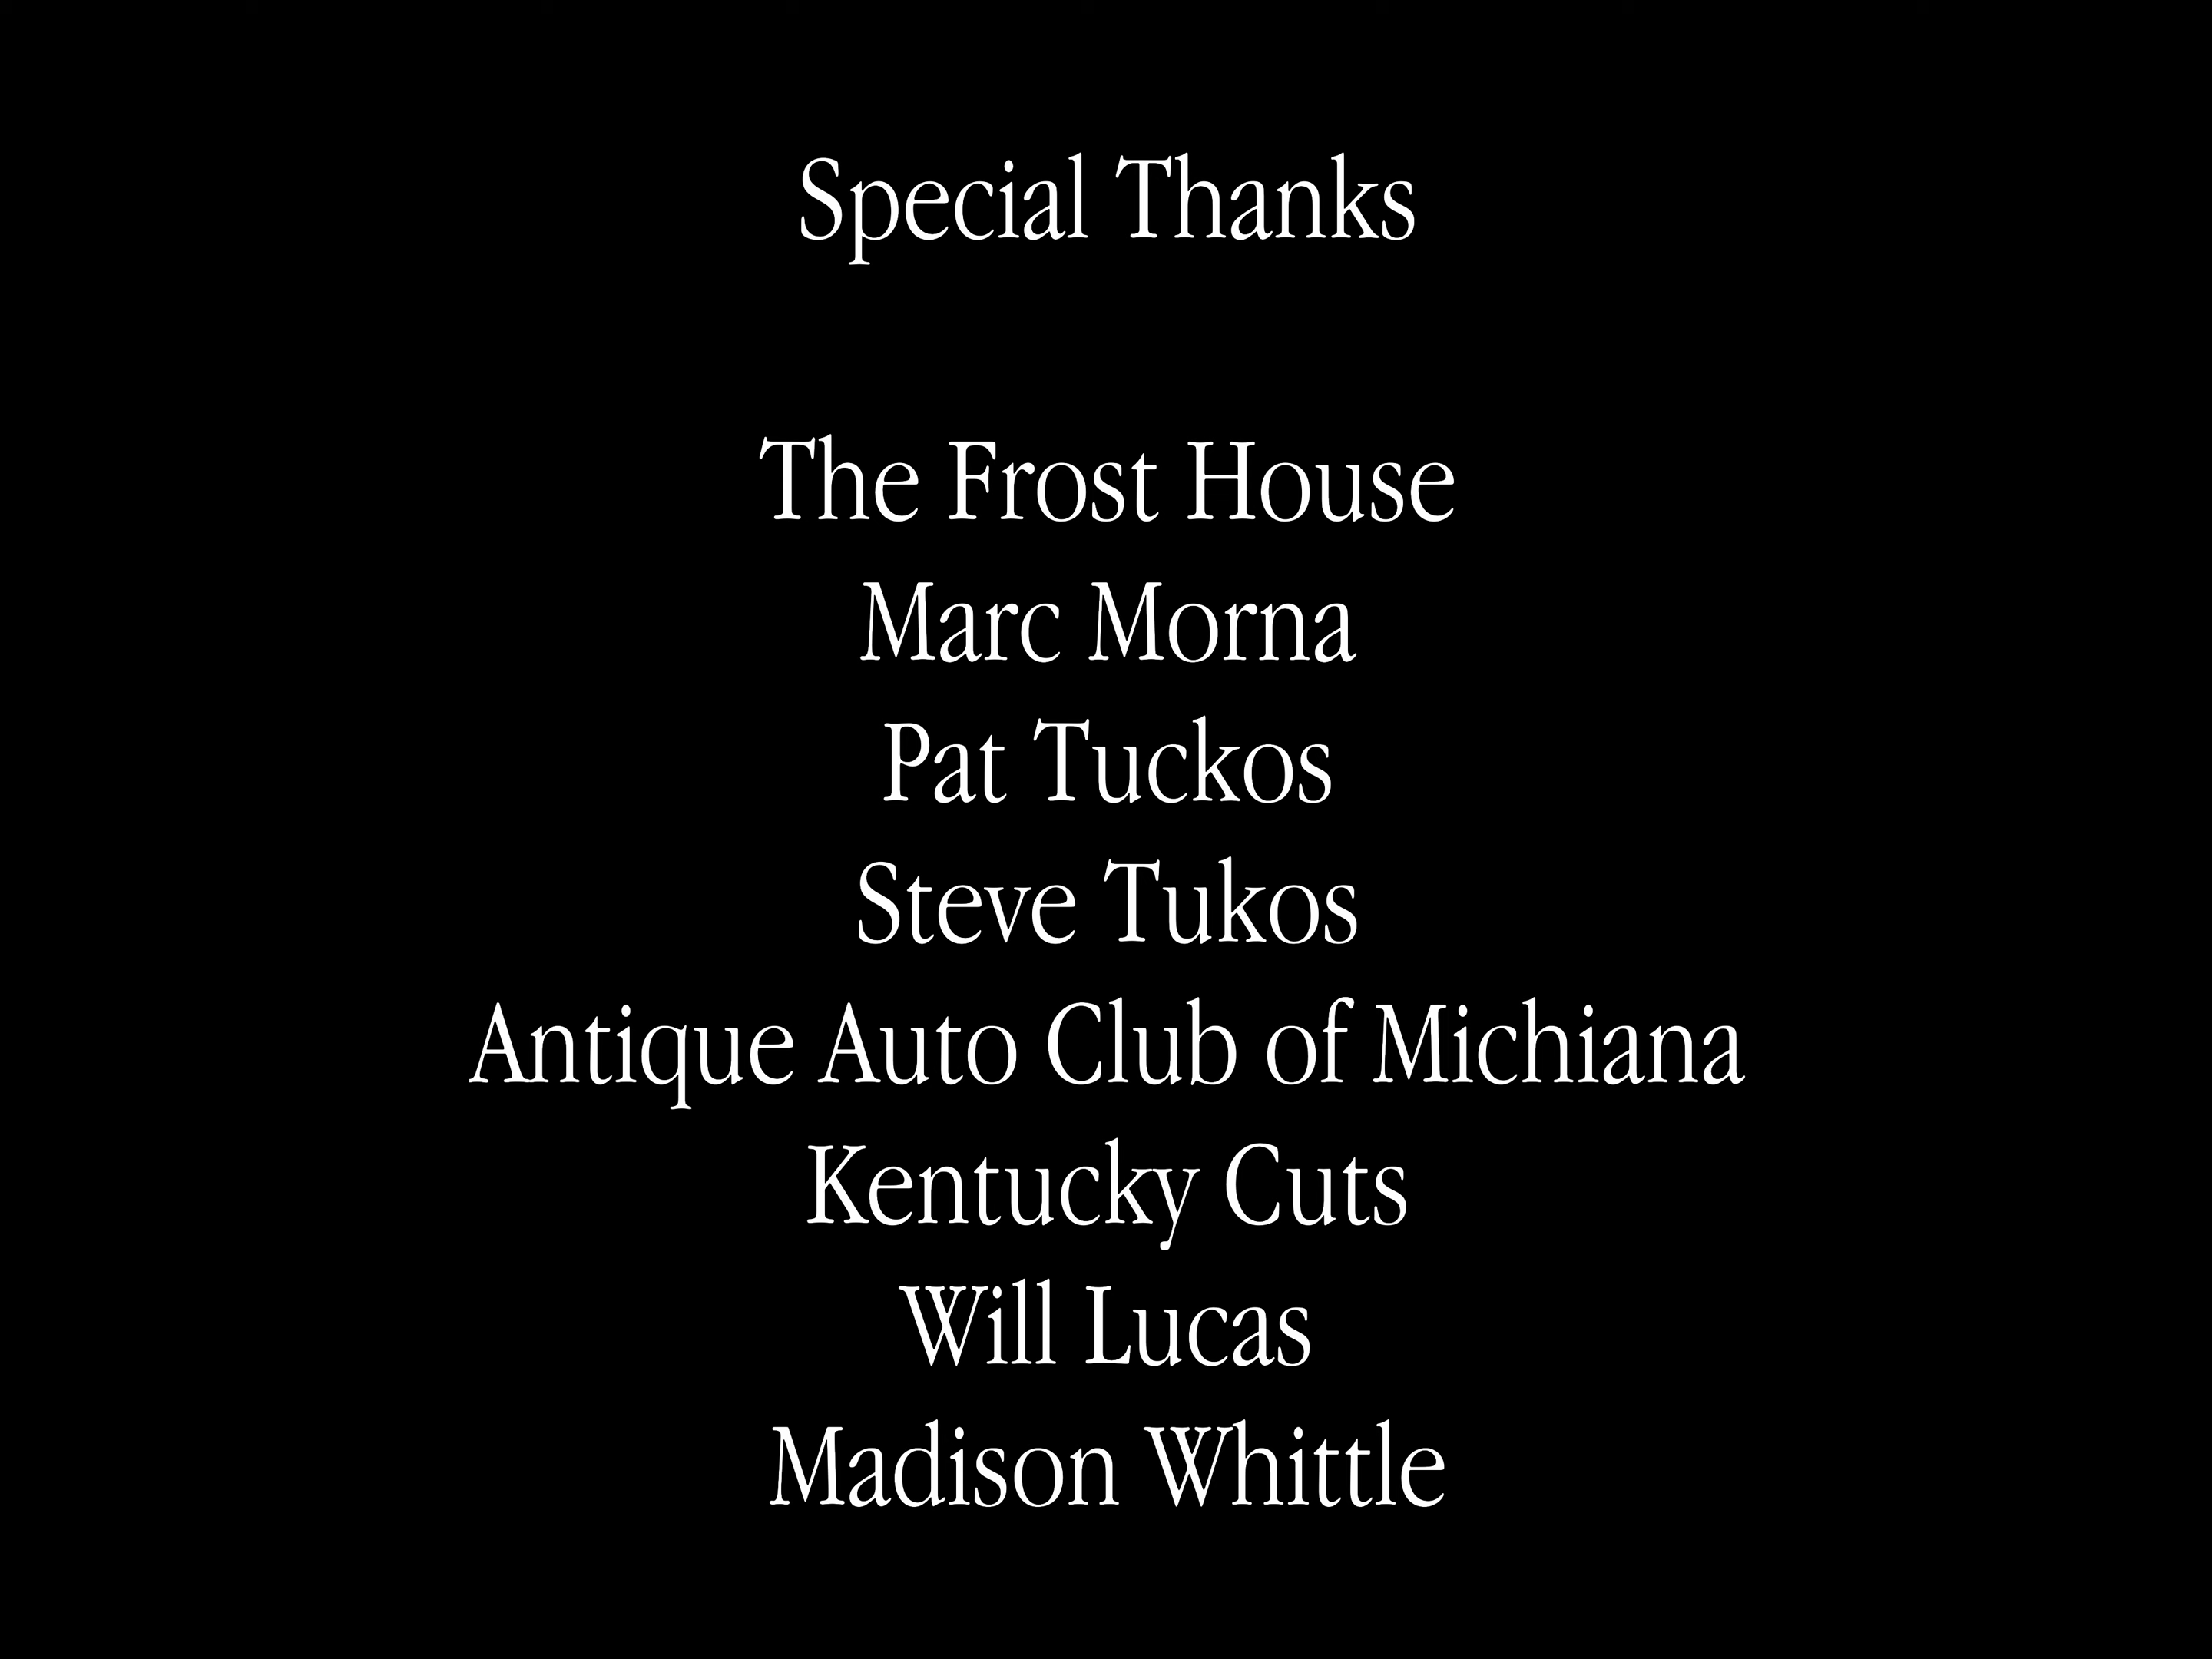 Special Thanks
The Frost House
Marc Morna
Pat Tuckos
Steve Tukos
Antique Auto Club of Michiana
Kentucky Cuts
Will Lucas
Madison Whittle